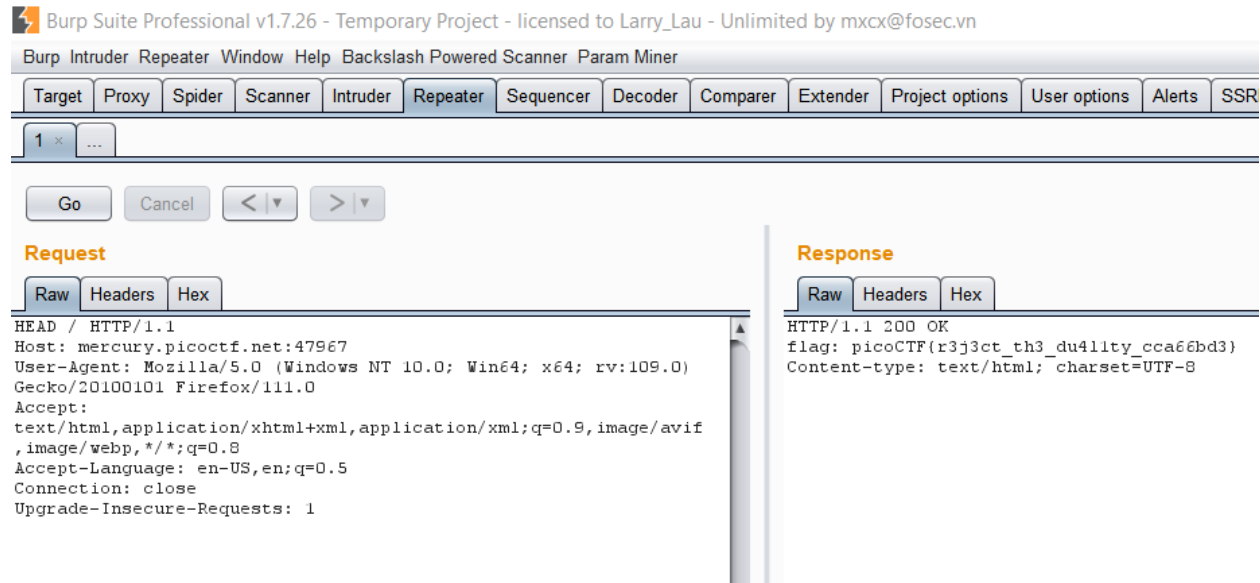 Burp Suite Professional v1.7.26 - Temporary Project - licensed to Larry_Lau - Unlimited by mxcx@fosec.vn
Burp Intruder Repeater Window Help Backslash Powered Scanner Param Miner
Target Proxy Spider Scanner Intruder Repeater Sequencer Decoder Comparer Extender Project options User options Alerts SSR
1 × ...
Go Cancel < ▼ > ▼
Request
Raw Headers Hex
HEAD / HTTP/1.1
Host: mercury.picoctf.net:47967
User-Agent: Mozilla/5.0 (Windows NT 10.0; Win64; x64; rv:109.0)
Gecko/20100101 Firefox/111.0
Accept:
text/html,application/xhtml+xml,application/xml;q=0.9,image/avif
,image/webp,*/*;q=0.8
Accept-Language: en-US,en;q=0.5
Connection: close
Upgrade-Insecure-Requests: 1
Response
Raw Headers Hex
HTTP/1.1 200 OK
flag: picoCTF{r3j3ct_th3_du4l1ty_cca66bd3}
Content-type: text/html; charset=UTF-8